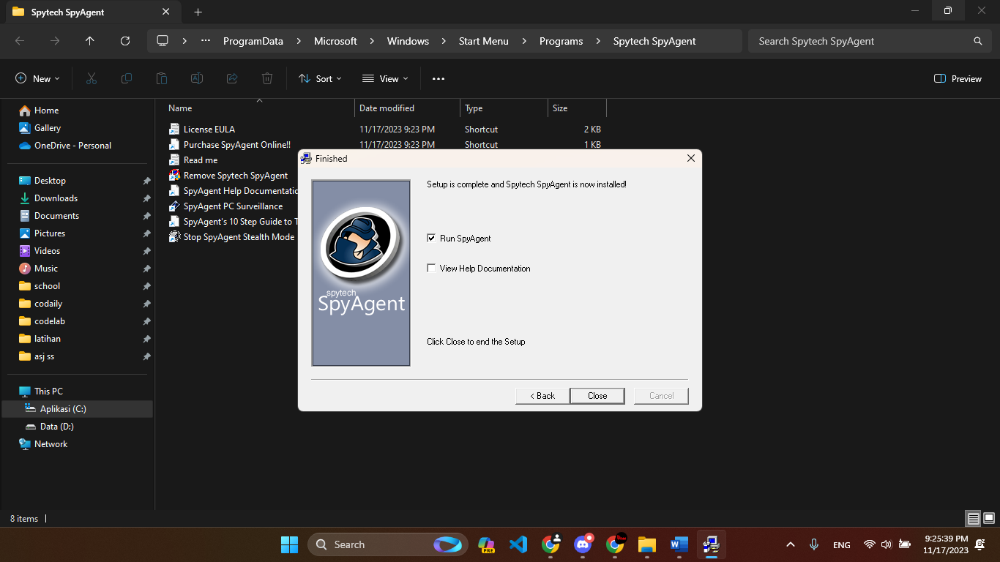 Spytech SpyAgent
ProgramData > Microsoft > Windows > Start Menu > Programs > Spytech SpyAgent
Search Spytech SpyAgent
New
Sort
View
Preview
Home
Gallery
OneDrive - Personal
Desktop
Downloads
Documents
Pictures
Videos
Music
school
codaily
codelab
latihan
asj ss
This PC
Aplikasi (C:)
Data (D:)
Network
Name Date modified Type Size
License EULA 11/17/2023 9:23 PM Shortcut 2 KB
Purchase SpyAgent Online!! 11/17/2023 9:23 PM Shortcut 1 KB
Read me
Remove Spytech SpyAgent
SpyAgent Help Documentatio
SpyAgent PC Surveillance
SpyAgent's 10 Step Guide to T
Stop SpyAgent Stealth Mode
Finished
Setup is complete and Spytech SpyAgent is now installed!
Run SpyAgent
View Help Documentation
spytech
SpyAgent
Click Close to end the Setup
< Back
Close
Cancel
8 items
Search
PRE
ENG
9:25:39 PM
11/17/2023